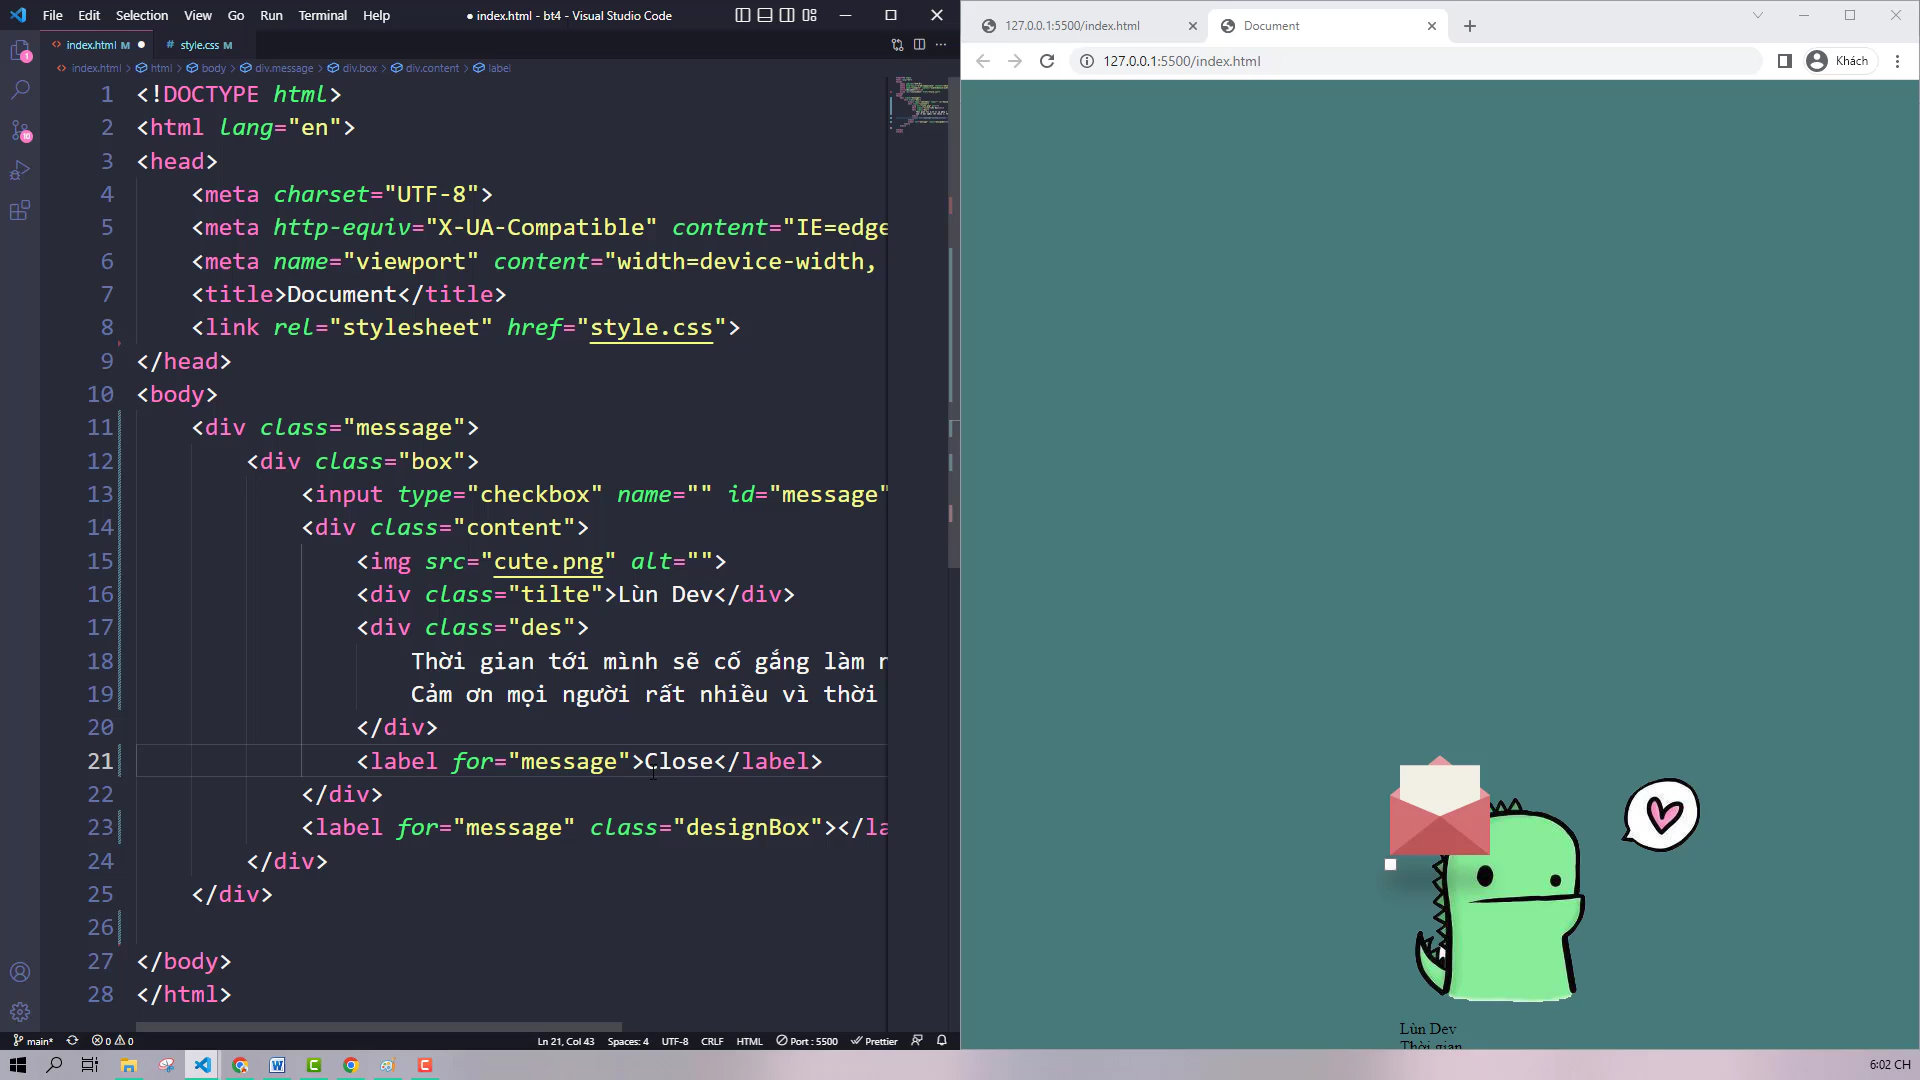 File Edit Selection View Go Run Terminal Help
● index.html - bt4 - Visual Studio Code
index.html M ●
style.css M
index.html > html > body > div.message > div.box > div.content > label
1 <!DOCTYPE html>
2 <html lang="en">
3 <head>
4 <meta charset="UTF-8">
5 <meta http-equiv="X-UA-Compatible" content="IE=edge
6 <meta name="viewport" content="width=device-width,
7 <title>Document</title>
8 <link rel="stylesheet" href="style.css">
9 </head>
10 <body>
11 <div class="message">
12 <div class="box">
13 <input type="checkbox" name="" id="message"
14 <div class="content">
15 <img src="cute.png" alt="">
16 <div class="tilte">Lùn Dev</div>
17 <div class="des">
18 Thời gian tới mình sẽ cố gắng làm
19 Cảm ơn mọi người rất nhiều vì thời
20 </div>
21 <label for="message">Close</label>
22 </div>
23 <label for="message" class="designBox"></la
24 </div>
25 </div>
26
27 </body>
28 </html>
main* 0 0 Ln 21, Col 43 Spaces: 4 UTF-8 CRLF HTML Port : 5500 Prettier
127.0.0.1:5500/index.html
Document
127.0.0.1:5500/index.html
Khách
Lùn Dev
Thời gian
6:02 CH